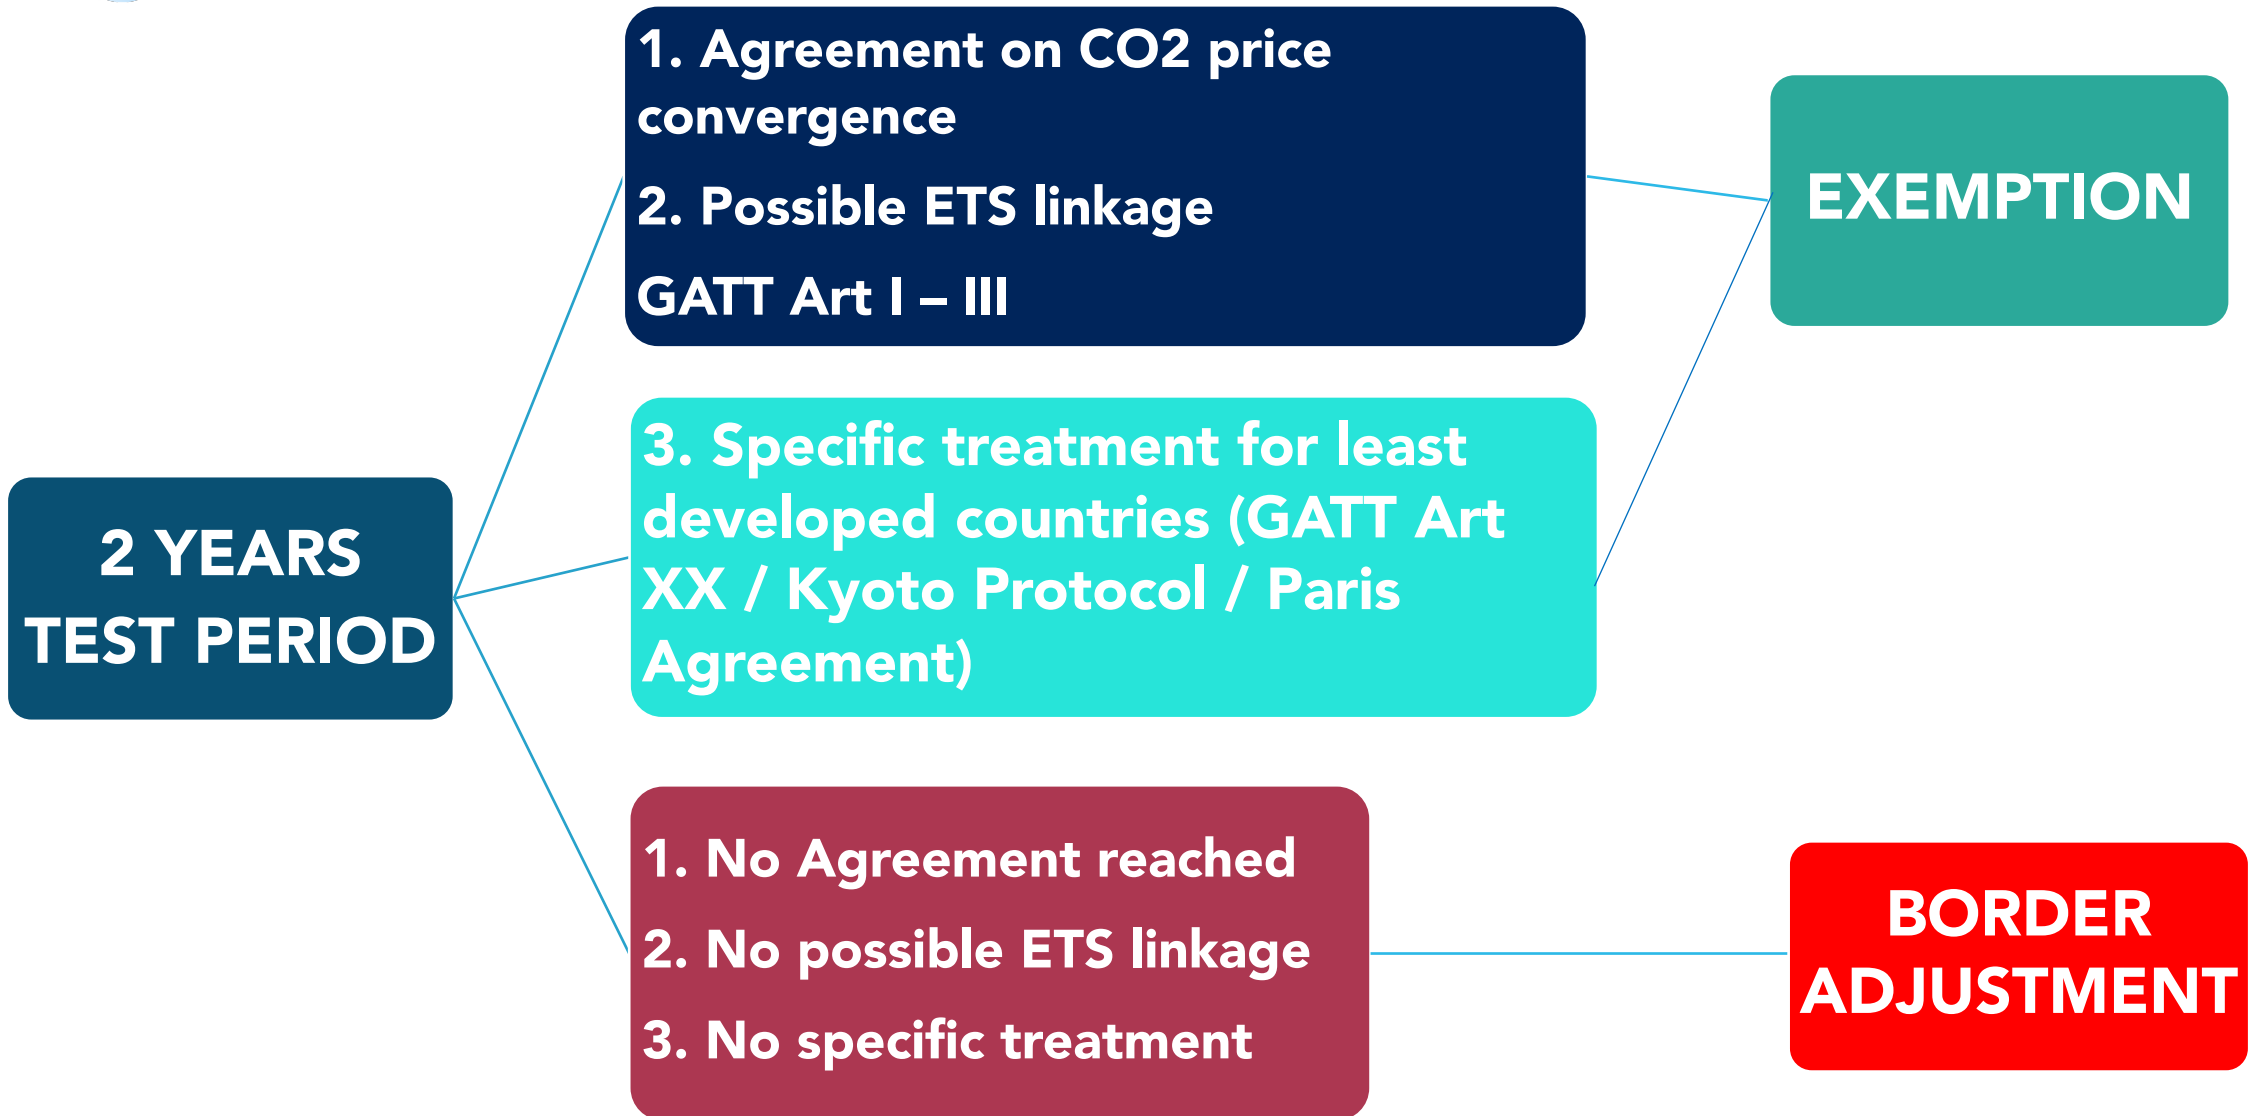 1. Agreement on CO2 price
convergence
2. Possible ETS linkage
GATT Art I – III
EXEMPTION
3. Specific treatment for least
developed countries (GATT Art
XX / Kyoto Protocol / Paris
Agreement)
2 YEARS
TEST PERIOD
1. No Agreement reached
2. No possible ETS linkage
3. No specific treatment
BORDER
ADJUSTMENT